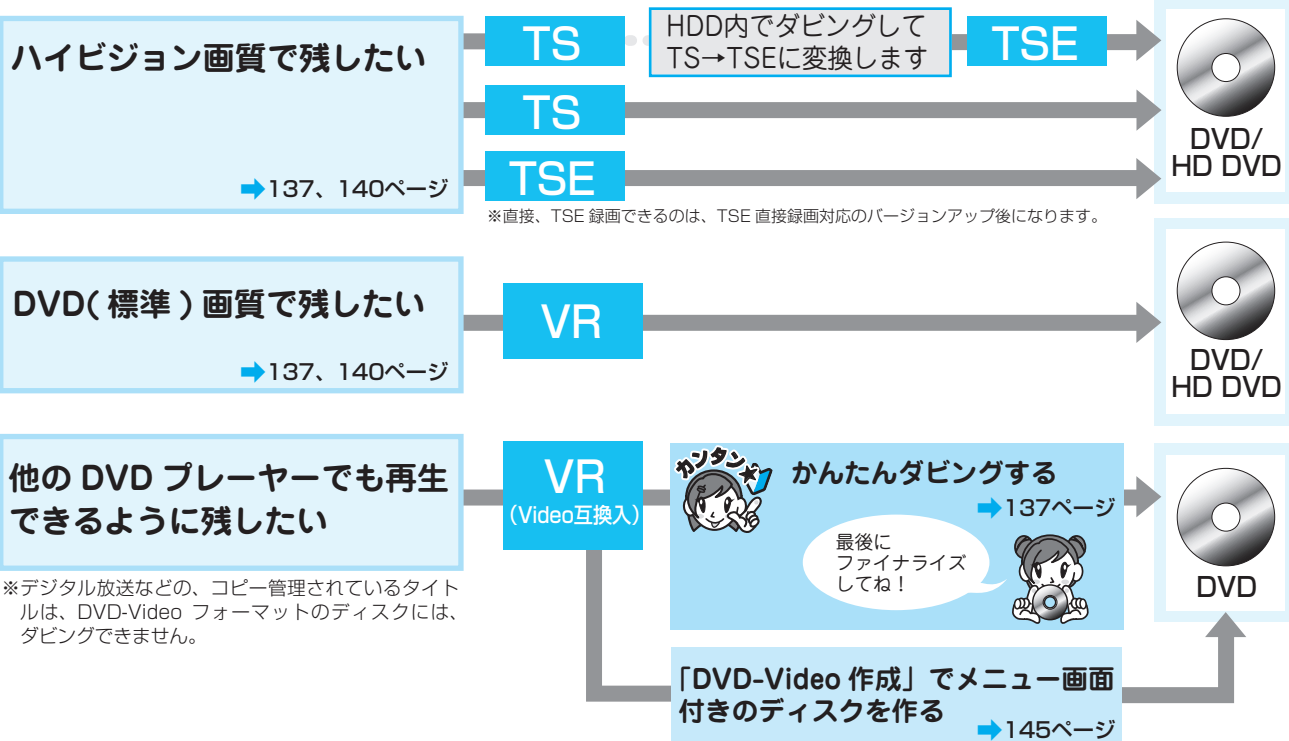 ハイビジョン画質で残したい
➡137、140ページ
TS
HDD内でダビングして
TS→TSEに変換します
TSE
TS
TSE
DVD/
HD DVD
※直接、TSE 録画できるのは、TSE 直接録画対応のバージョンアップ後になります。
DVD( 標準 ) 画質で残したい
➡137、140ページ
VR
DVD/
HD DVD
他の DVD プレーヤーでも再生
できるように残したい
※デジタル放送などの、コピー管理されているタイト
ルは、DVD-Video フォーマットのディスクには、
ダビングできません。
VR
(Video互換入)
カンタン
かんたんダビングする
➡137ページ
最後に
ファイナライズ
してね！
DVD
「DVD-Video 作成」でメニュー画面
付きのディスクを作る
➡145ページ